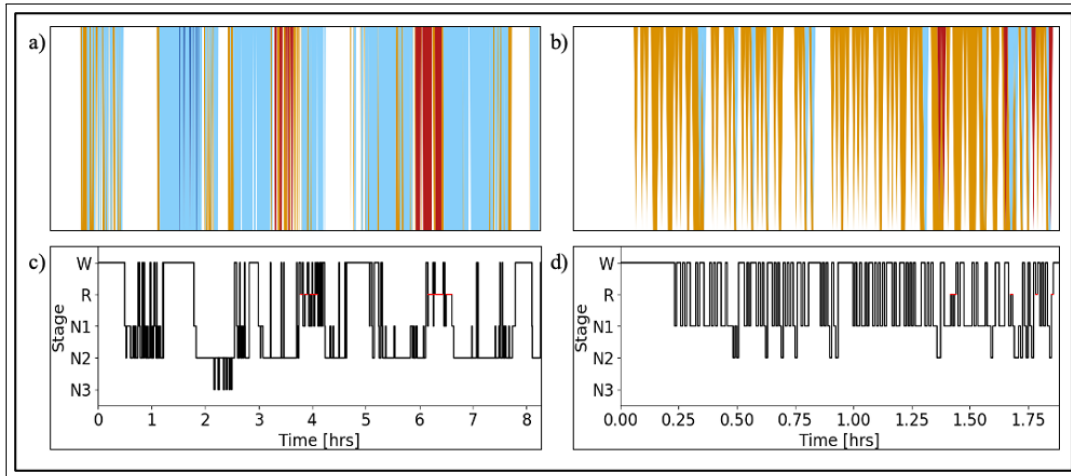 a)
b)
c)
W
R
N1
N2
N3
Stage
0
1
2
3
4
5
6
7
8
Time [hrs]
d)
W
R
N1
N2
N3
Stage
0.00
0.25
0.50
0.75
1.00
1.25
1.50
1.75
Time [hrs]